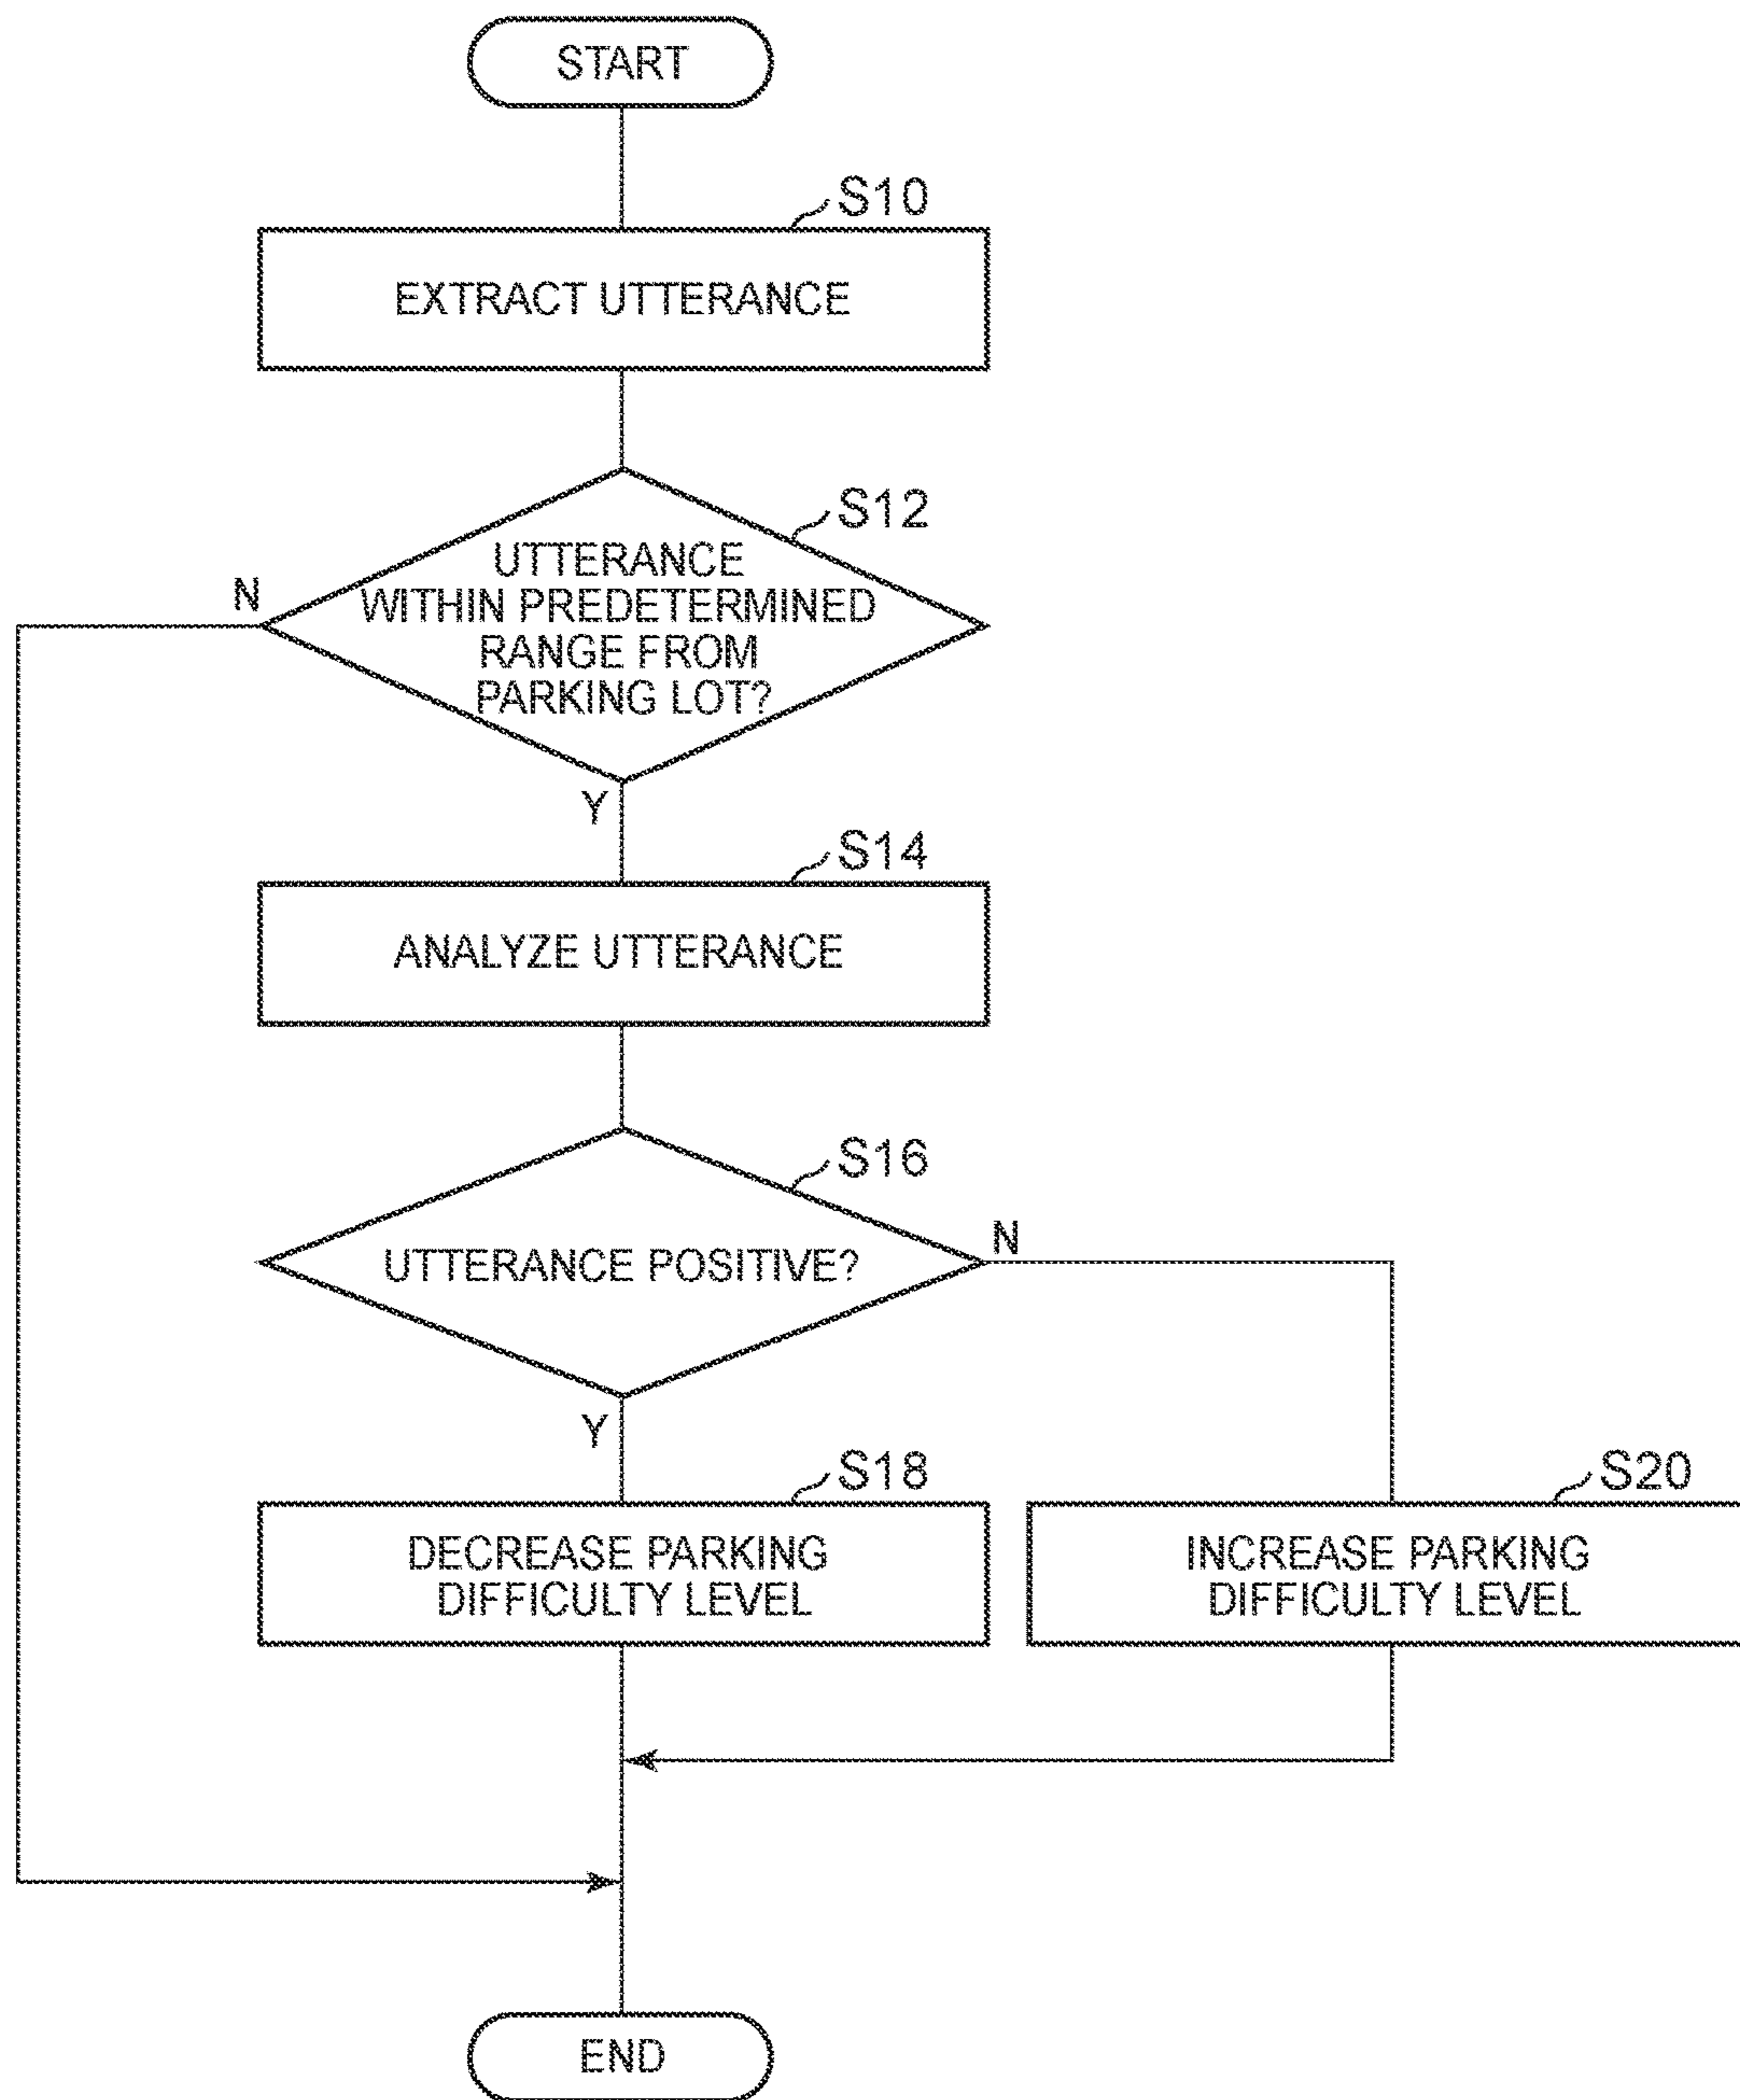 START
S10
EXTRACT UTTERANCE
S12
UTTERANCE
WITHIN PREDETERMINED
RANGE FROM
PARKING LOT?
N
Y
S14
ANALYZE UTTERANCE
S16
UTTERANCE POSITIVE?
N
Y
S18
DECREASE PARKING
DIFFICULTY LEVEL
S20
INCREASE PARKING
DIFFICULTY LEVEL
END